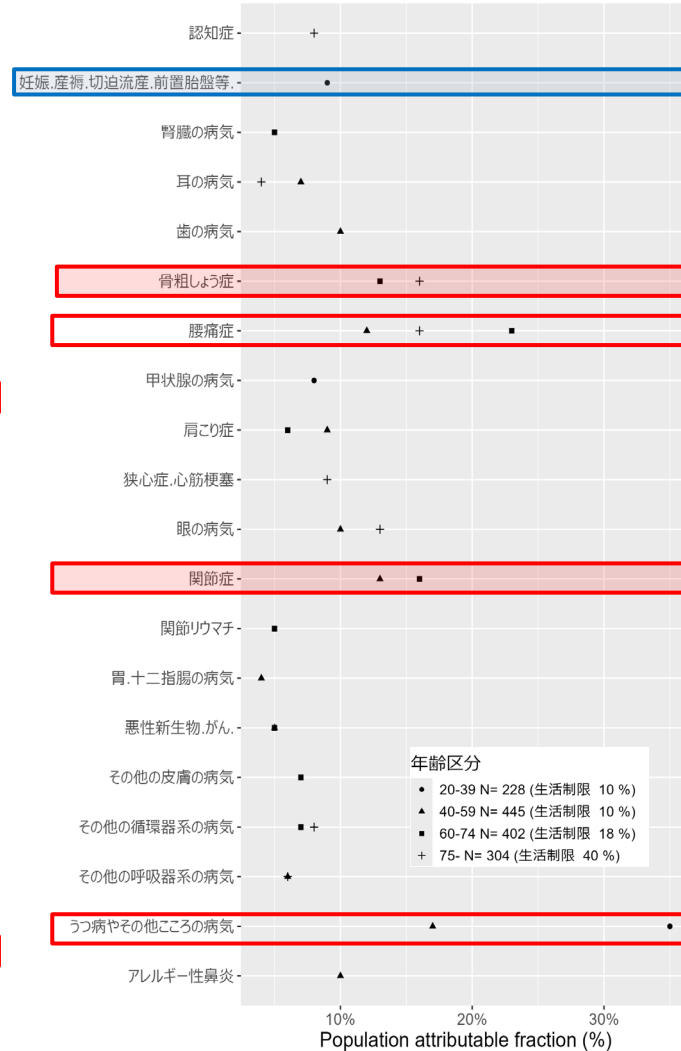 認知症
妊娠.産褥.切迫流産.前置胎盤等.
腎臓の病気
耳の病気
歯の病気
骨粗しょう症
腰痛症
甲状腺の病気
肩こり症
狭心症.心筋梗塞
眼の病気
関節症
関節リウマチ
胃.十二指腸の病気
悪性新生物.がん.
その他の皮膚の病気
その他の循環器系の病気
その他の呼吸器系の病気
うつ病やその他こころの病気
アレルギー性鼻炎
年齢区分
20-39 N= 228 (生活制限 10 %)
40-59 N= 445 (生活制限 10 %)
60-74 N= 402 (生活制限 18 %)
75- N= 304 (生活制限 40 %)
10% 20% 30%
Population attributable fraction (%)